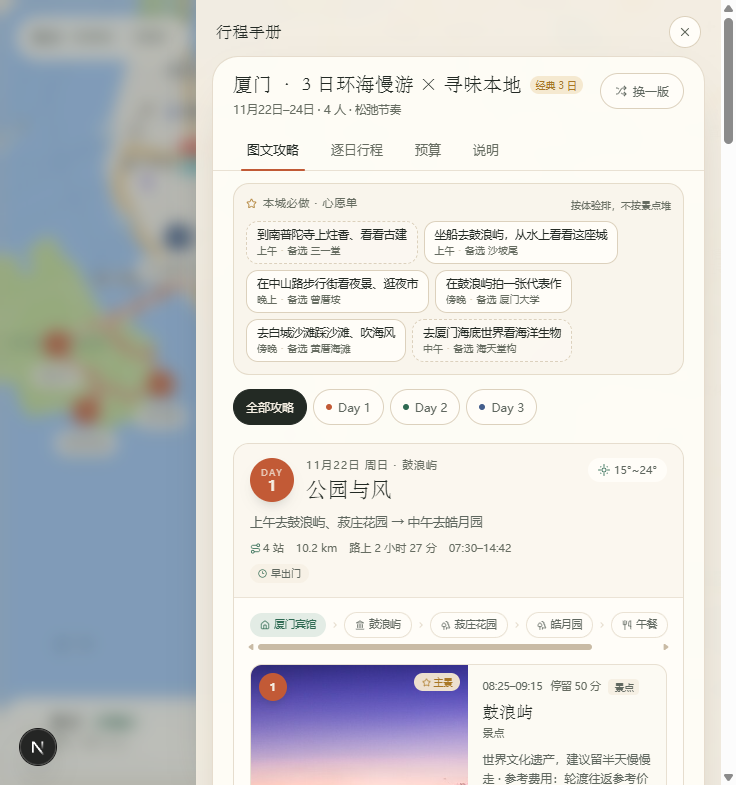 行程手册
厦门 · 3 日环海慢游 × 寻味本地 经典 3 日
换一版
11月22日–24日 · 4 人 · 松弛节奏
图文攻略 逐日行程 预算 说明
本城必做 · 心愿单 按体验排，不按景点堆
到南普陀寺上炷香、看看古建
上午 · 备选 三一堂
坐船去鼓浪屿，从水上看看这座城
上午 · 备选 沙坡尾
在中山路步行街看夜景、逛夜市
晚上 · 备选 曾厝垵
在鼓浪屿拍一张代表作
傍晚 · 备选 厦门大学
去白城沙滩踩沙滩、吹海风
傍晚 · 备选 黄厝海滩
去厦门海底世界看海洋生物
中午 · 备选 海天堂构
全部攻略 Day 1 Day 2 Day 3
DAY
1
11月22日 周日 · 鼓浪屿
公园与风
15°~24°
上午去鼓浪屿、菽庄花园 → 中午去皓月园
4 站 10.2 km 路上 2 小时 27 分 07:30–14:42
早出门
厦门宾馆 › 鼓浪屿 › 菽庄花园 › 皓月园 › 午餐
1
主景
08:25–09:15 停留 50 分 景点
鼓浪屿
景点
世界文化遗产，建议留半天慢慢
走 · 参考费用：轮渡往返参考价
N